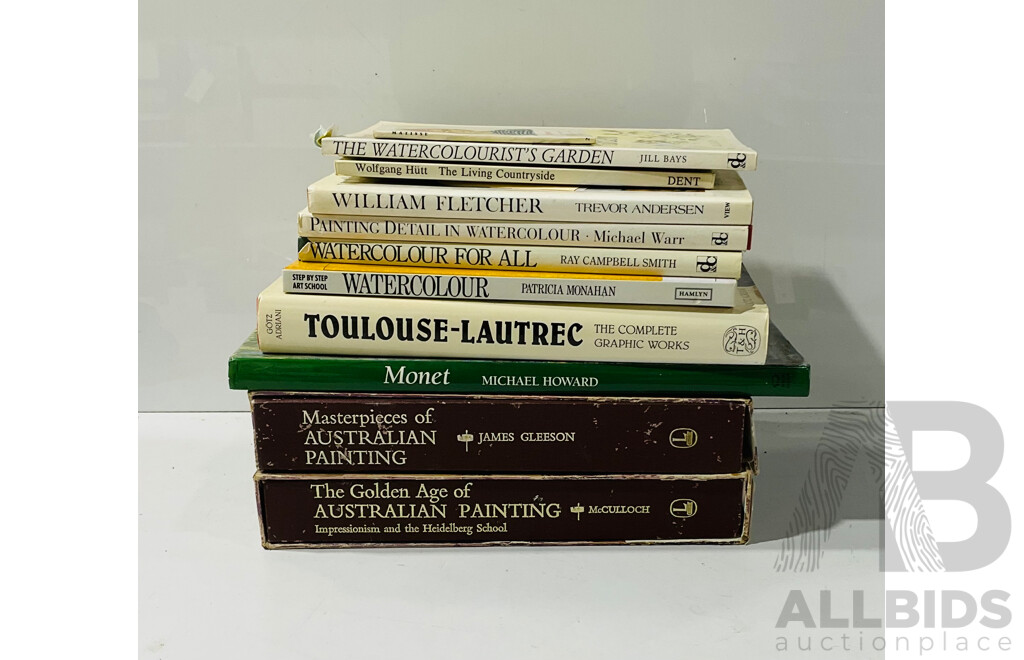 MATISSE
THE WATERCOLOURIST'S GARDEN JILL BAYS D&C
Wolfgang Hütt The Living Countryside DENT
WILLIAM FLETCHER TREVOR ANDERSEN VIEW
PAINTING DETAIL IN WATERCOLOUR · Michael Warr D&C
WATERCOLOUR FOR ALL RAY CAMPBELL SMITH D&C
STEP BY STEP
ART SCHOOL WATERCOLOUR PATRICIA MONAHAN HAMLYN
GÖTZ
ADRIANI TOULOUSE-LAUTREC THE COMPLETE
GRAPHIC WORKS T&H
Monet MICHAEL HOWARD
Masterpieces of
AUSTRALIAN
PAINTING JAMES GLEESON
The Golden Age of
AUSTRALIAN PAINTING McCULLOCH
Impressionism and the Heidelberg School
AB
ALLBIDS
auctionplace